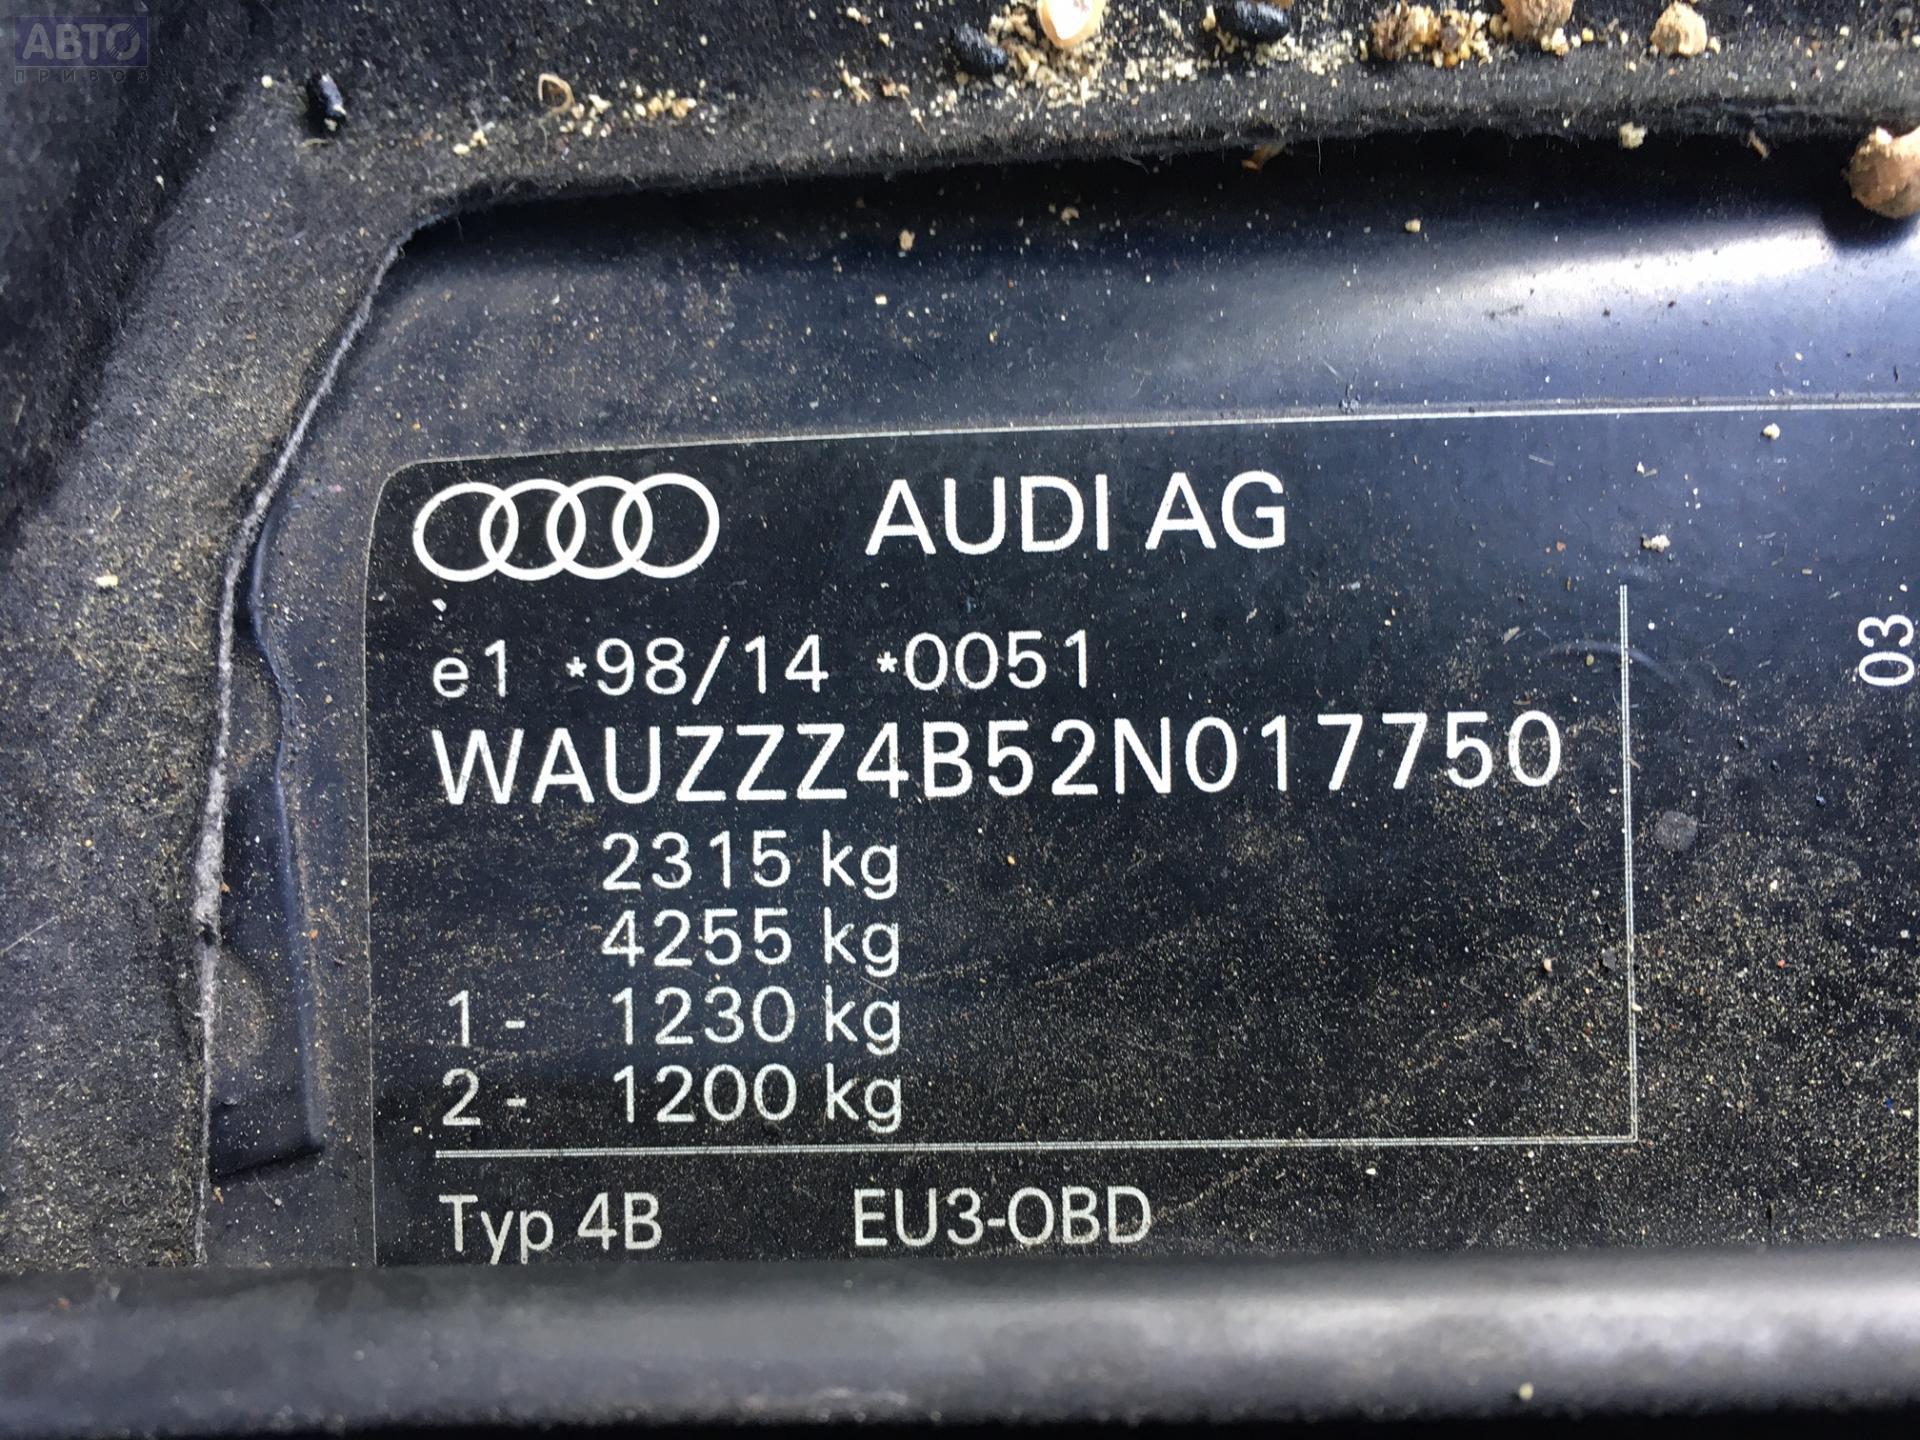 АВТО
ПРИВОЗ
AUDI AG
e1 *98/14 *0051
WAUZZZ4B52N017750
2315 kg
4255 kg
1- 1230 kg
2- 1200 kg
Typ 4B EU3-OBD
03